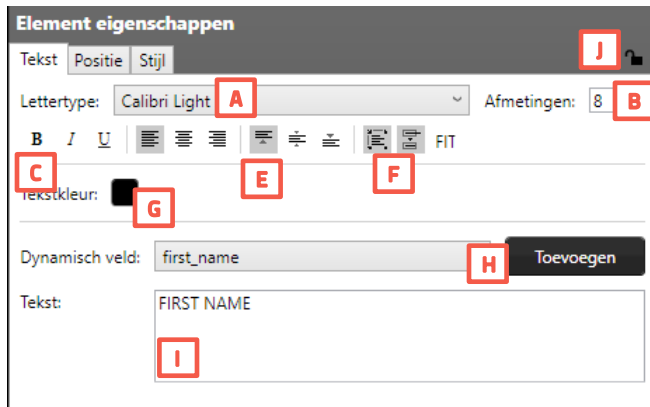 Element eigenschappen
Tekst Positie Stijl J
Lettertype: Calibri Light A Afmetingen: 8 B
B I U FIT
C E F
Tekstkleur: G
Dynamisch veld: first_name H Toevoegen
Tekst: FIRST NAME
I